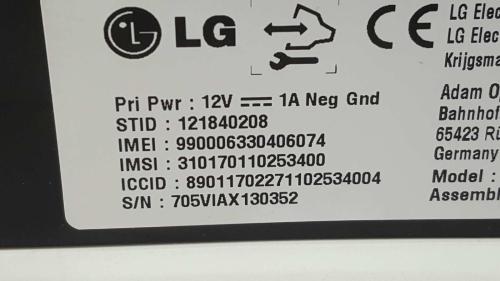 LG
CE
Pri Pwr : 12V ⎓ 1A Neg Gnd
STID : 121840208
IMEI : 990006330406074
IMSI : 310170110253400
ICCID : 89011702271102534004
S/N : 705VIAX130352
LG Elec
LG Elec
Krijgsma
Adam O
Bahnhof
65423 Rü
Germany
Model :
Assembl